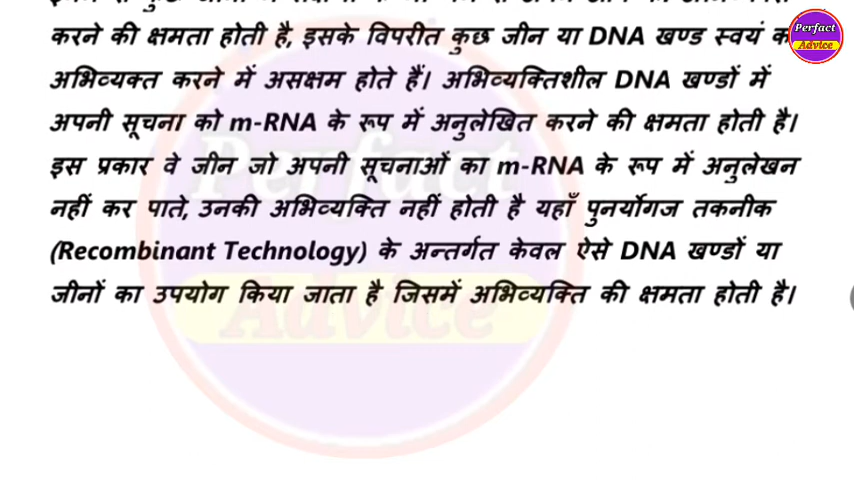 Perfact
Advice
करने की क्षमता होती है, इसके विपरीत कुछ जीन या DNA खण्ड स्वयं
अभिव्यक्त करने में असक्षम होते हैं। अभिव्यक्तिशील DNA खण्डों में
अपनी सूचना को m-RNA के रूप में अनुलेखित करने की क्षमता होती है।
इस प्रकार वे जीन जो अपनी सूचनाओं का m-RNA के रूप में अनुलेखन
नहीं कर पाते, उनकी अभिव्यक्ति नहीं होती है यहाँ पुनर्योगज तकनीक
(Recombinant Technology) के अन्तर्गत केवल ऐसे DNA खण्डों या
जीनों का उपयोग किया जाता है जिसमें अभिव्यक्ति की क्षमता होती है।
Perfact
Advice